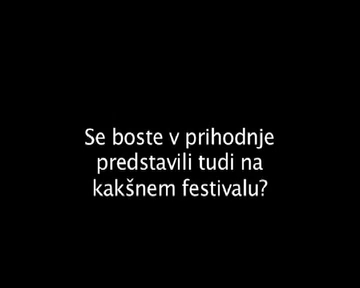 Se boste v prihodnje
predstavili tudi na
kakšnem festivalu?